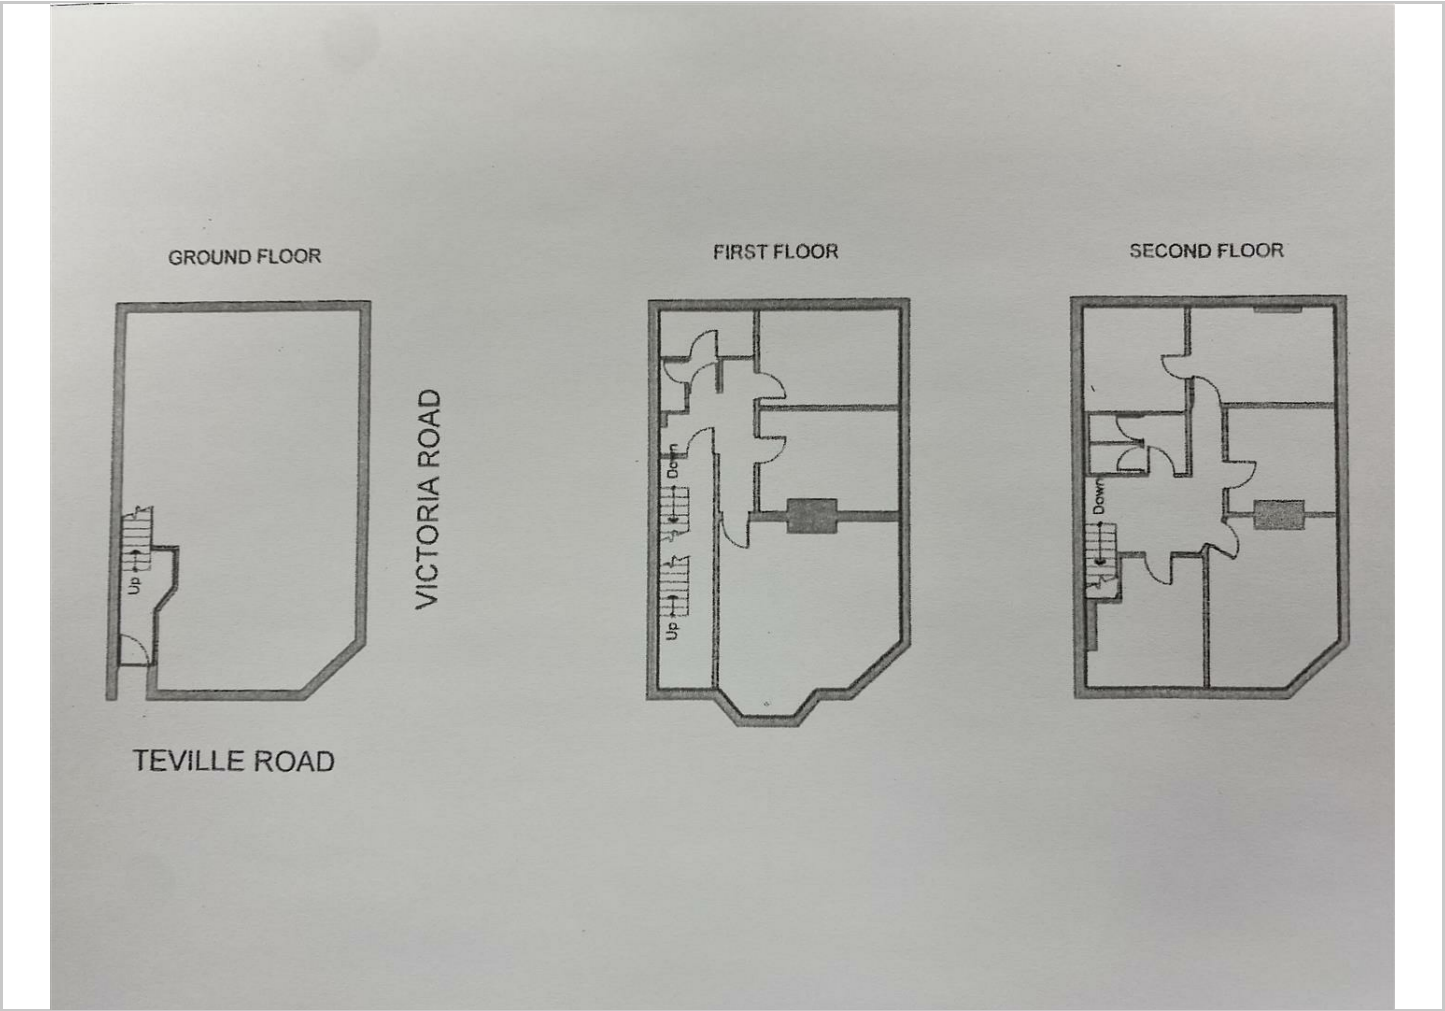 GROUND FLOOR
FIRST FLOOR
SECOND FLOOR
Up
VICTORIA ROAD
Down
Up
Down
TEVILLE ROAD